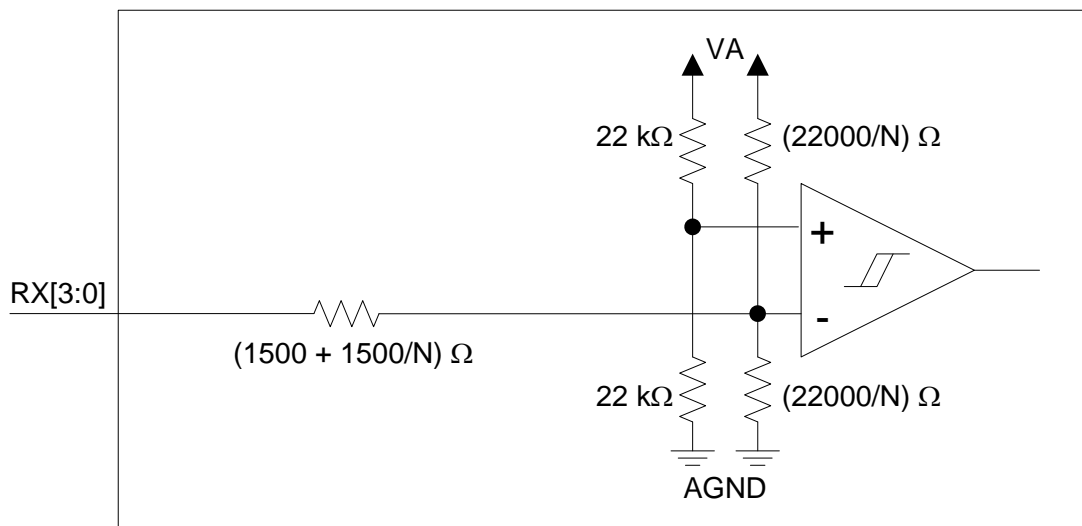 VA
22 kΩ
(22000/N) Ω
+
RX[3:0]
-
(1500 + 1500/N) Ω
22 kΩ
(22000/N) Ω
AGND